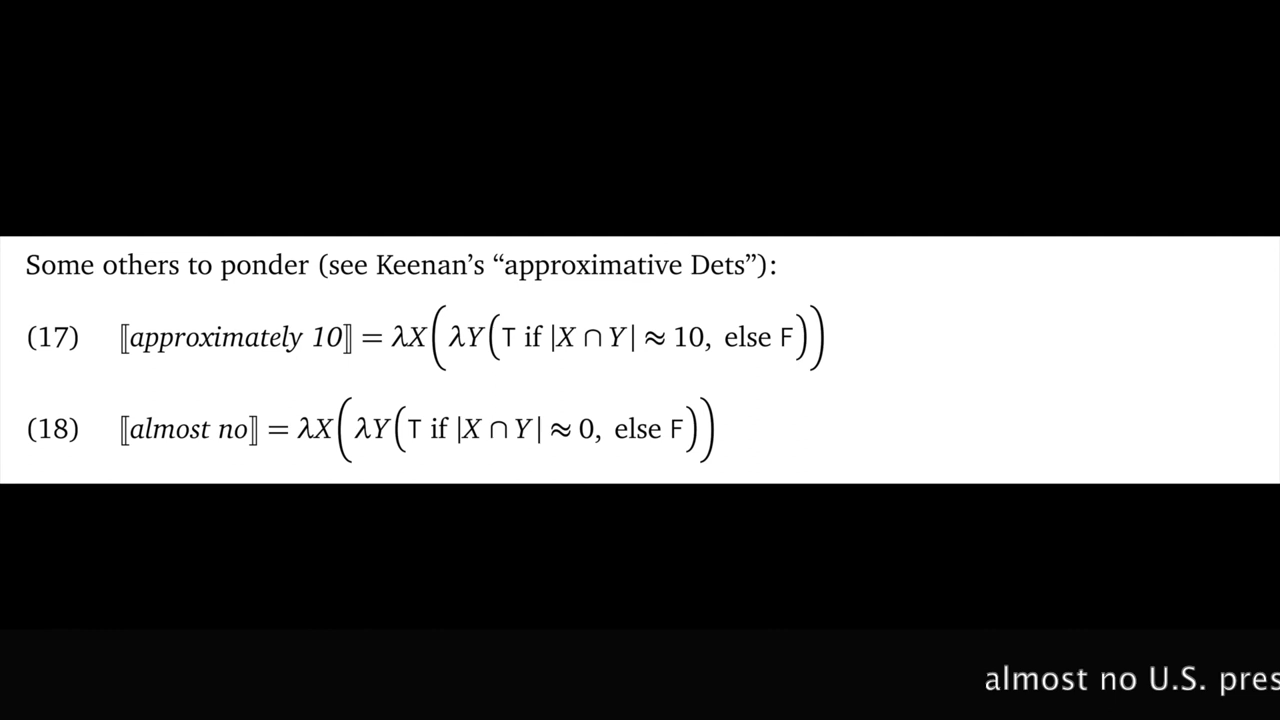 Some others to ponder (see Keenan's “approximative Dets”):
(17) ⟦approximately 10⟧ = λX(λY(T if |X ∩ Y| ≈ 10, else F))
(18) ⟦almost no⟧ = λX(λY(T if |X ∩ Y| ≈ 0, else F))
almost no U.S.